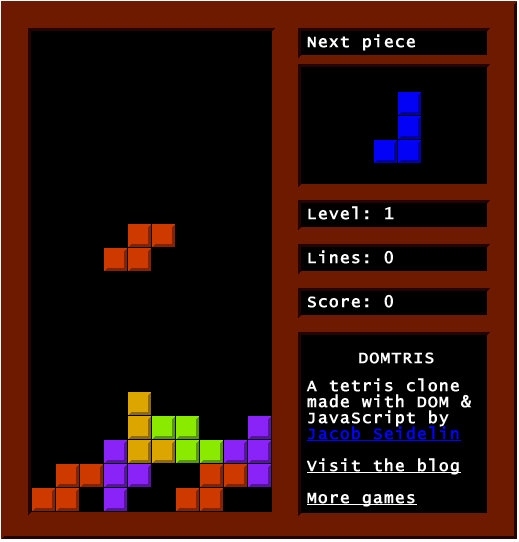 Next piece
Level: 1
Lines: 0
Score: 0
DOMTRIS
A tetris clone
made with DOM &
JavaScript by
Jacob Seidelin
Visit the blog
More games